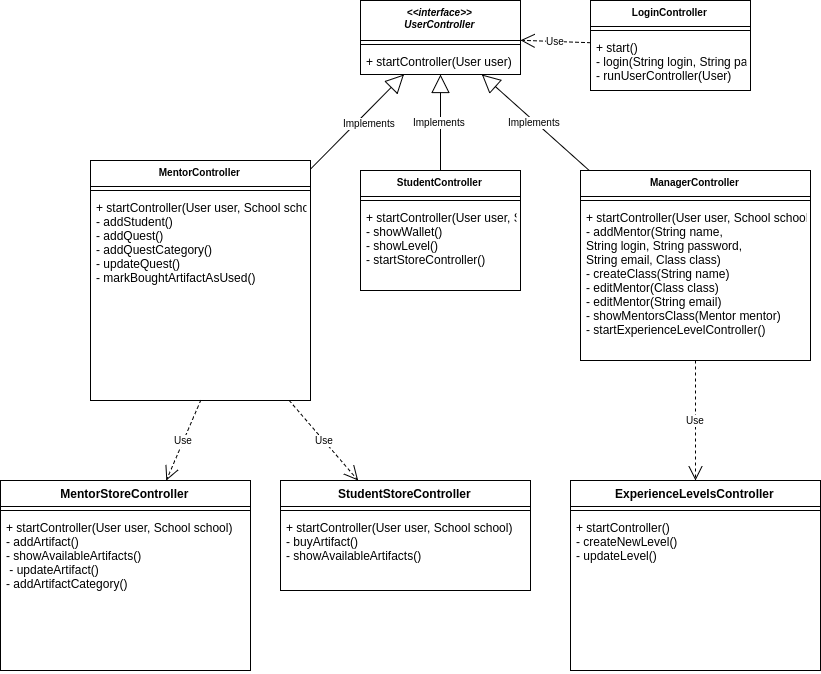 <<interface>>
UserController
+ startController(User user)
LoginController
+ start()
- login(String login, String pa
- runUserController(User)
Use
Implements
Implements
Implements
MentorController
+ startController(User user, School scho
- addStudent()
- addQuest()
- addQuestCategory()
- updateQuest()
- markBoughtArtifactAsUsed()
StudentController
+ startController(User user, S
- showWallet()
- showLevel()
- startStoreController()
ManagerController
+ startController(User user, School school
- addMentor(String name,
String login, String password,
String email, Class class)
- createClass(String name)
- editMentor(Class class)
- editMentor(String email)
- showMentorsClass(Mentor mentor)
- startExperienceLevelController()
Use
Use
Use
MentorStoreController
+ startController(User user, School school)
- addArtifact()
- showAvailableArtifacts()
- updateArtifact()
- addArtifactCategory()
StudentStoreController
+ startController(User user, School school)
- buyArtifact()
- showAvailableArtifacts()
ExperienceLevelsController
+ startController()
- createNewLevel()
- updateLevel()